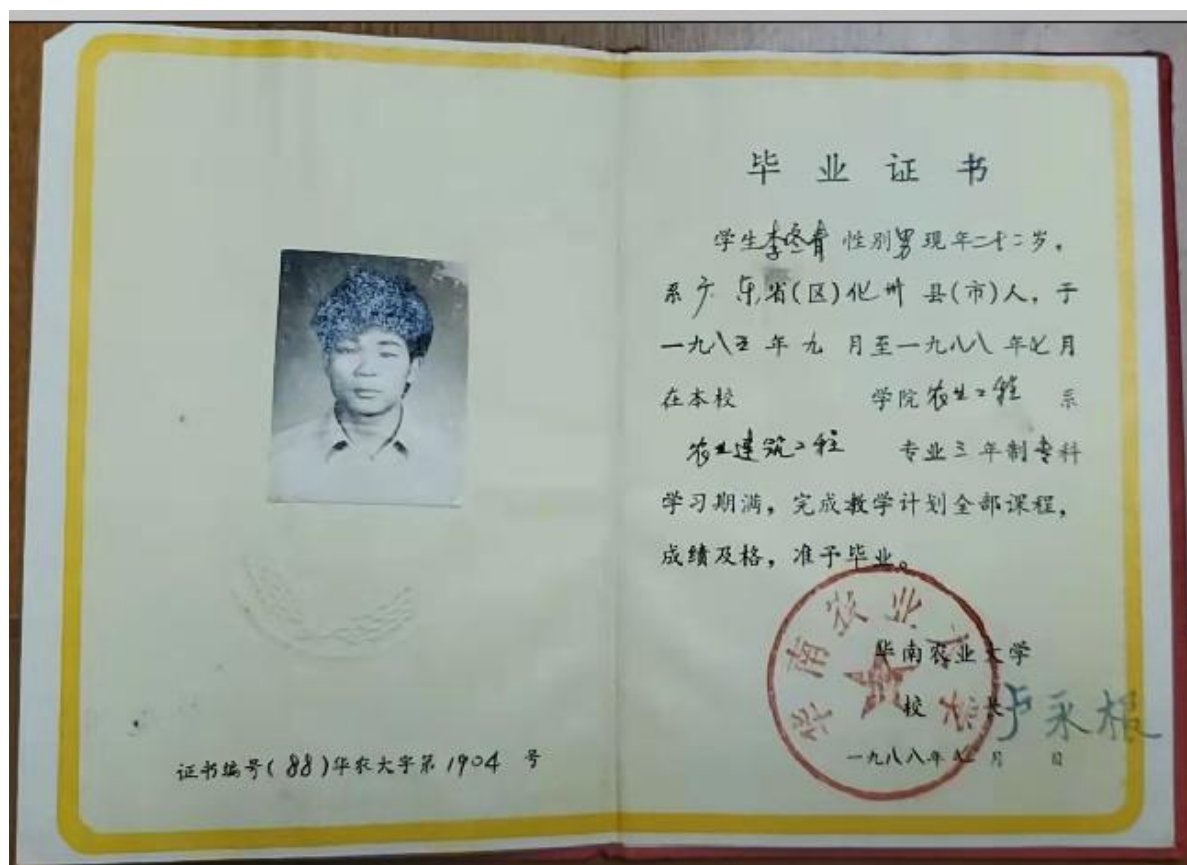 证书编号(88)华农大字第1904号
毕业证书
学生李冬青性别男现年二十二岁,
系广东省(区)化州县(市)人,于
一九八五年九月至一九八八年七月
在本校 学院农业工程系
农业建筑工程 专业三年制专科
学习期满,完成教学计划全部课程,
成绩及格,准予毕业。
华南农业大学
华南农业大学
校长 卢永根
一九八八年七月 日